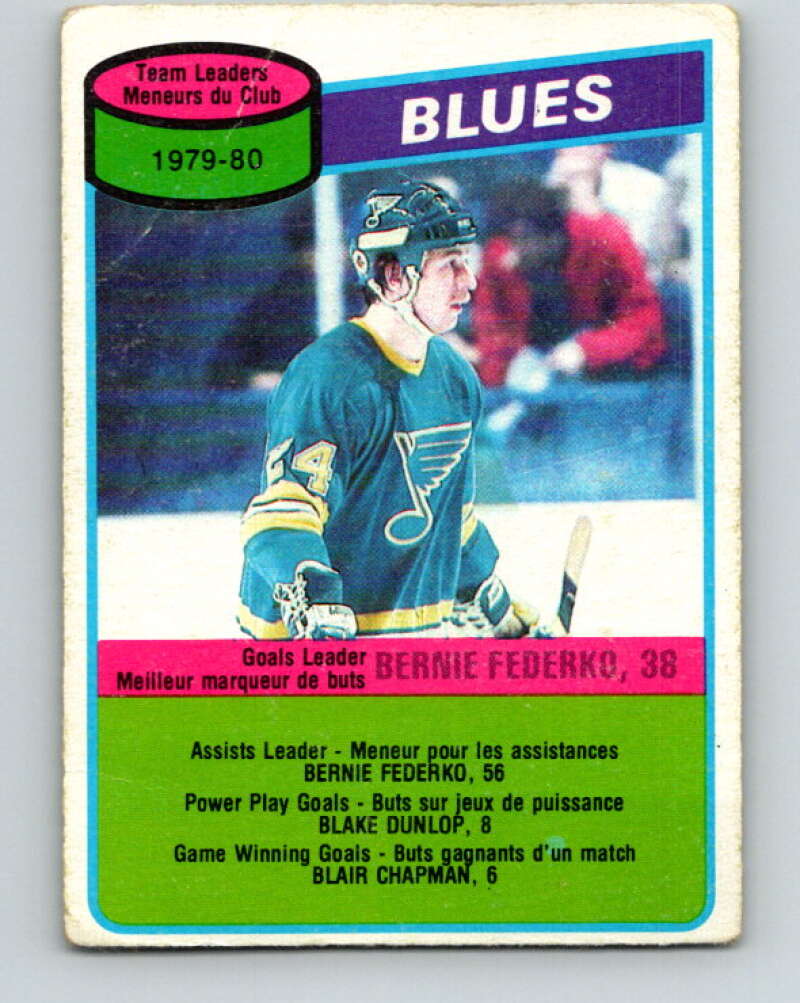 Team Leaders
Meneurs du Club
1979-80
BLUES
24
Goals Leader
Meilleur marqueur de buts
BERNIE FEDERKO, 38
Assists Leader - Meneur pour les assistances
BERNIE FEDERKO, 56
Power Play Goals - Buts sur jeux de puissance
BLAKE DUNLOP, 8
Game Winning Goals - Buts gagnants d'un match
BLAIR CHAPMAN, 6